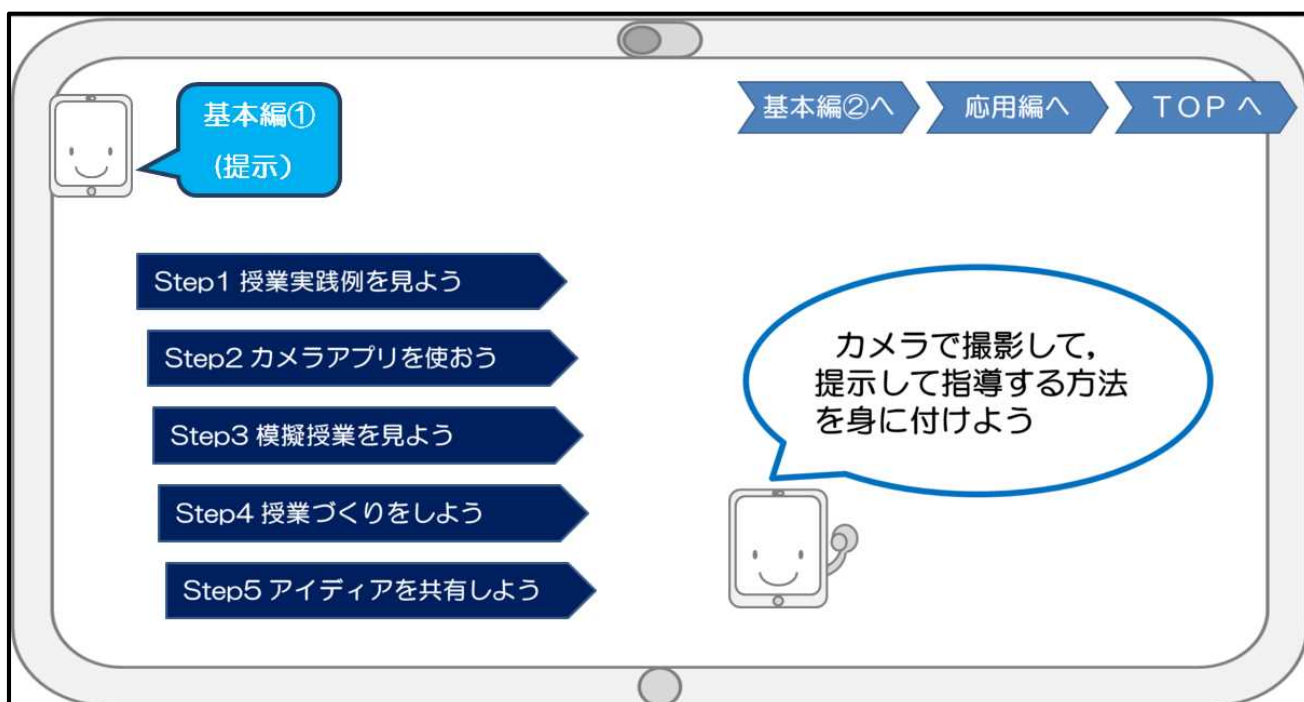 基本編①
(提示)
基本編②へ
応用編へ
TOPへ
Step1 授業実践例を見よう
Step2 カメラアプリを使おう
Step3 模擬授業を見よう
Step4 授業づくりをしよう
Step5 アイディアを共有しよう
カメラで撮影して,
提示して指導する方法
を身に付けよう